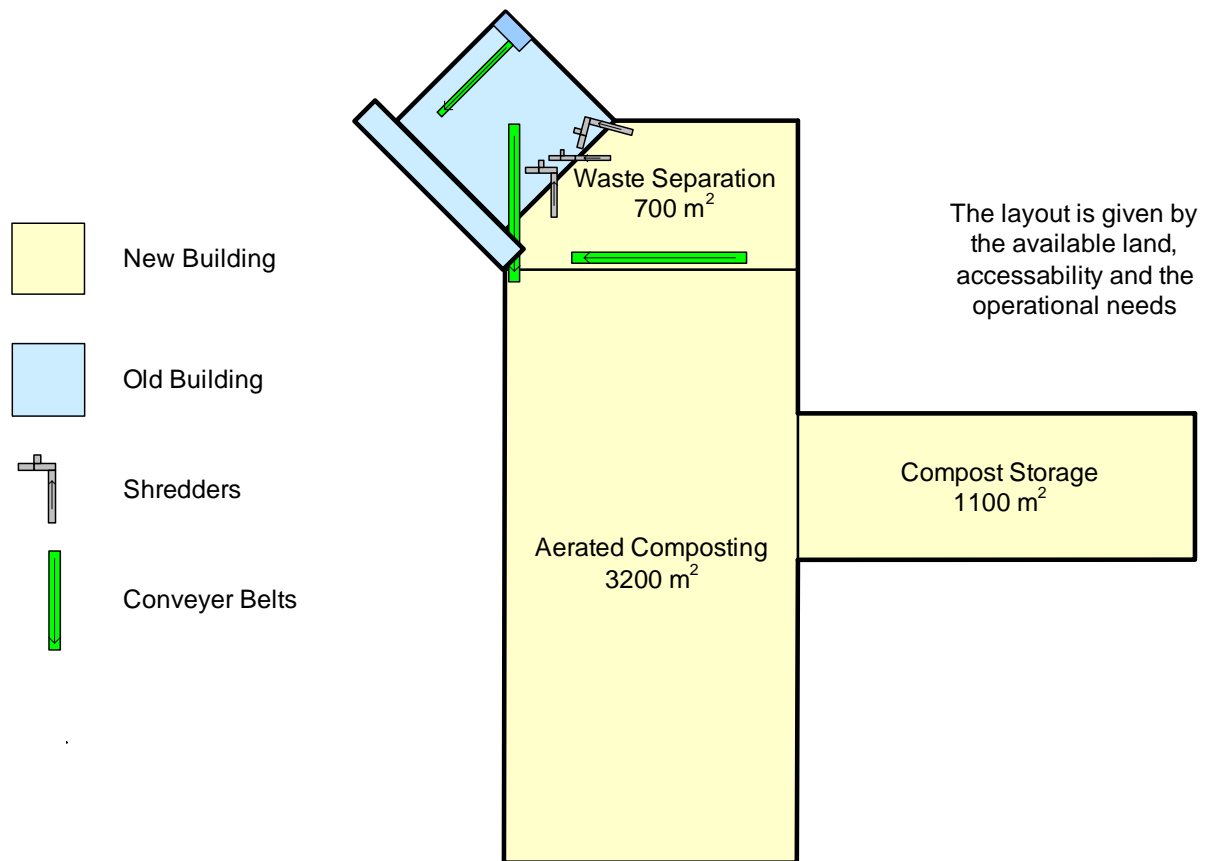 Waste Separation
700 m²
The layout is given by
the available land,
accessability and the
operational needs
New Building
Old Building
Shredders
Conveyer Belts
Compost Storage
1100 m²
Aerated Composting
3200 m²